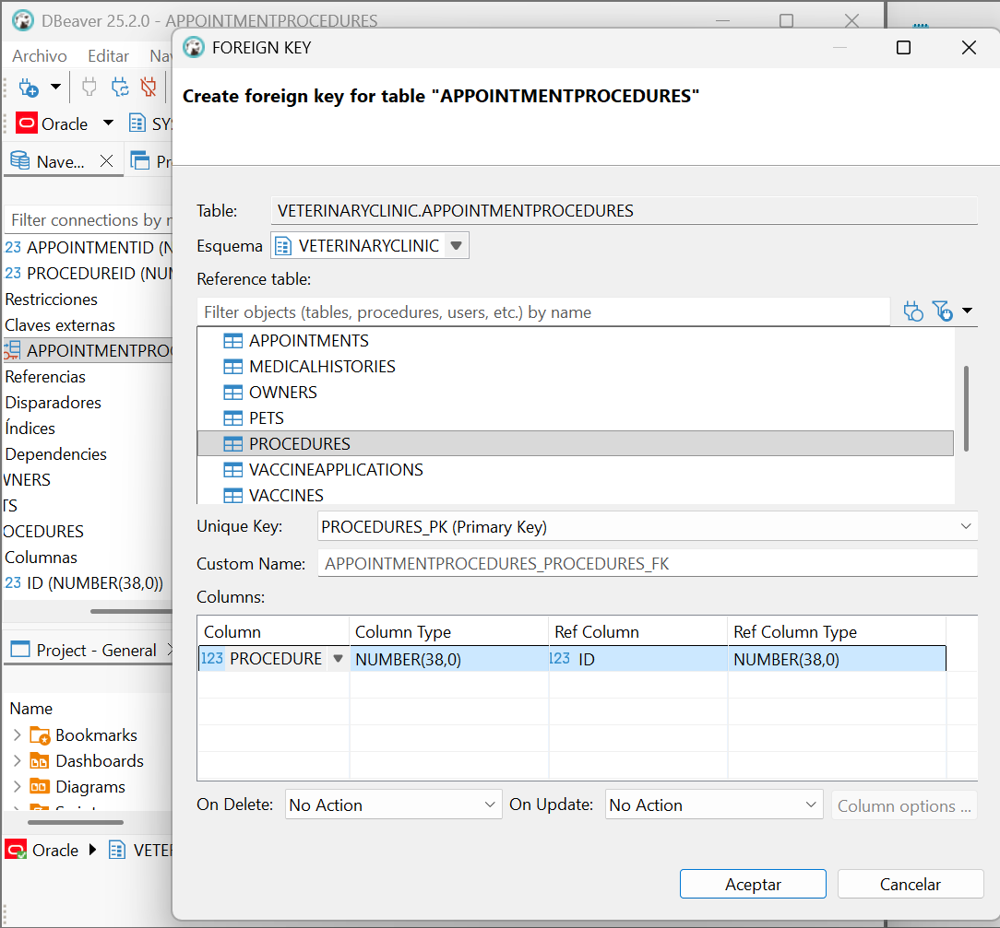 DBeaver 25.2.0 - APPOINTMENTPROCEDURES
Archivo Editar Nav
Oracle SYS
Nave... Pr
Filter connections by n
123 APPOINTMENTID (N
123 PROCEDUREID (NUM
Restricciones
Claves externas
APPOINTMENTPROC
Referencias
Disparadores
Índices
Dependencies
WNERS
TS
OCEDURES
Columnas
123 ID (NUMBER(38,0))
Project - General
Name
Bookmarks
Dashboards
Diagrams
Oracle VETER
FOREIGN KEY
Create foreign key for table "APPOINTMENTPROCEDURES"
Table: VETERINARYCLINIC.APPOINTMENTPROCEDURES
Esquema VETERINARYCLINIC
Reference table:
Filter objects (tables, procedures, users, etc.) by name
APPOINTMENTS
MEDICALHISTORIES
OWNERS
PETS
PROCEDURES
VACCINEAPPLICATIONS
VACCINES
Unique Key: PROCEDURES_PK (Primary Key)
Custom Name: APPOINTMENTPROCEDURES_PROCEDURES_FK
Columns:
Column Column Type Ref Column Ref Column Type
123 PROCEDURE NUMBER(38,0) 123 ID NUMBER(38,0)
On Delete: No Action On Update: No Action Column options ...
Aceptar Cancelar